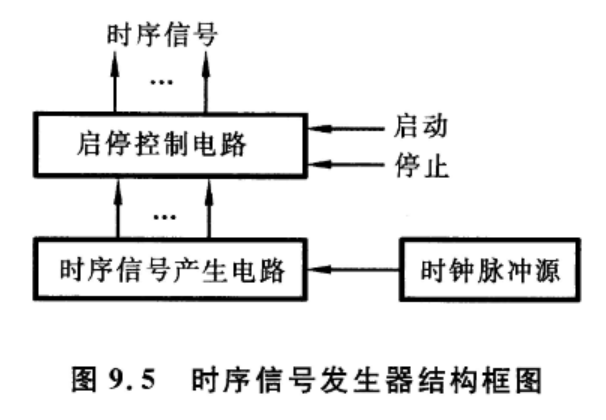 时序信号
…
启停控制电路
启动
停止
…
时序信号产生电路
时钟脉冲源
图 9.5 时序信号发生器结构框图